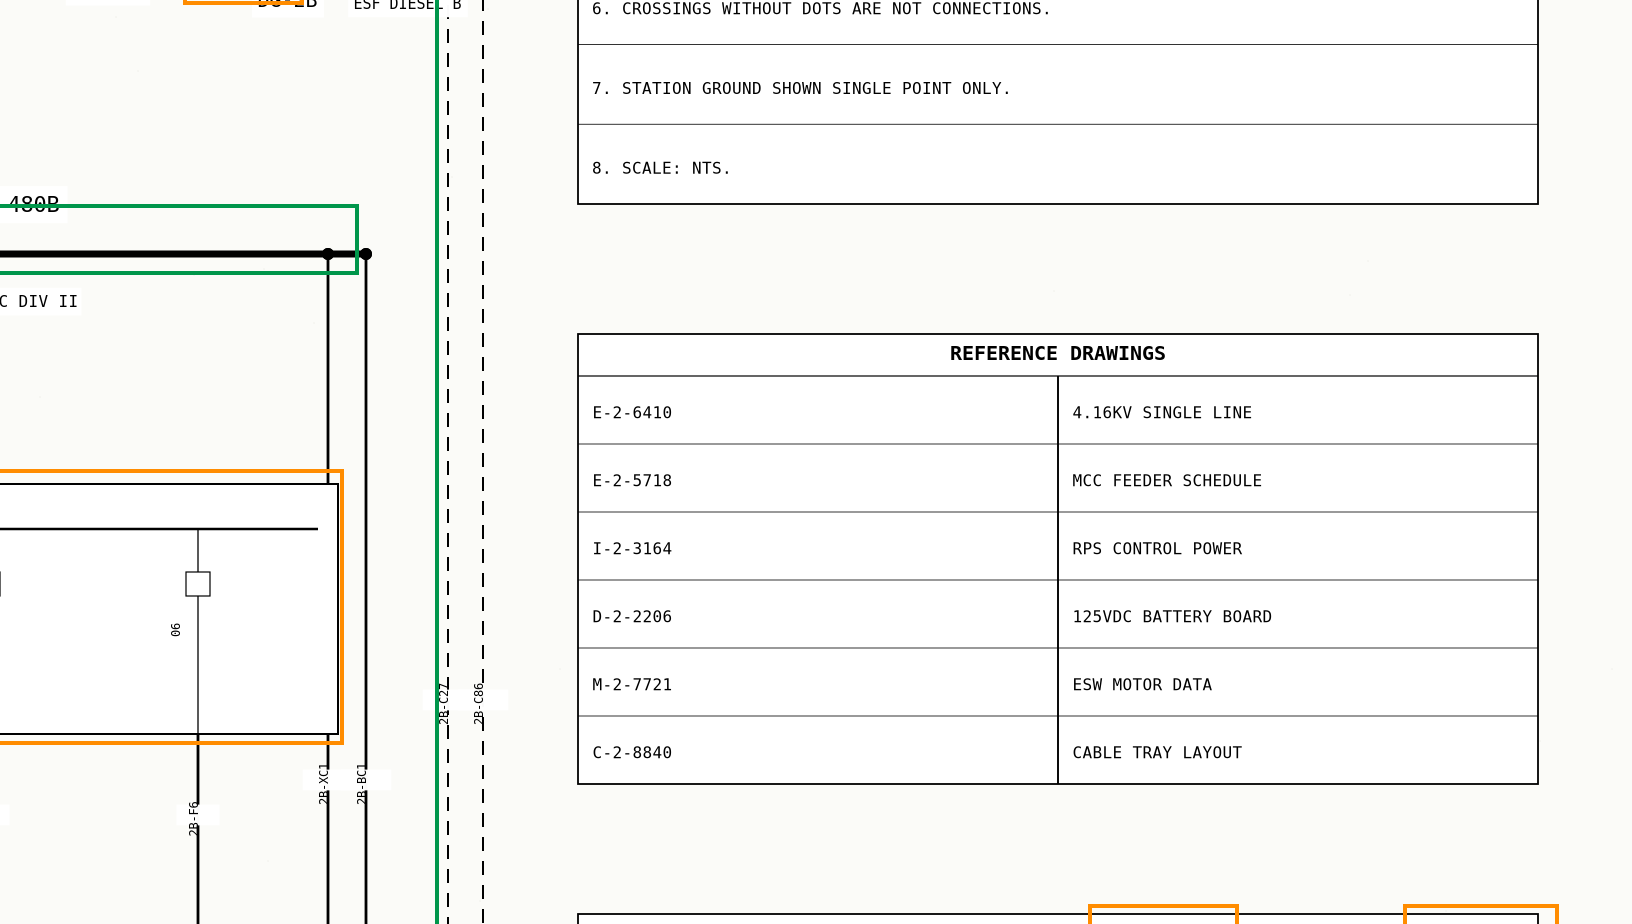 ESF DIESEL B
6. CROSSINGS WITHOUT DOTS ARE NOT CONNECTIONS.
7. STATION GROUND SHOWN SINGLE POINT ONLY.
8. SCALE: NTS.
480B
C DIV II
REFERENCE DRAWINGS
E-2-6410 4.16KV SINGLE LINE
E-2-5718 MCC FEEDER SCHEDULE
I-2-3164 RPS CONTROL POWER
D-2-2206 125VDC BATTERY BOARD
M-2-7721 ESW MOTOR DATA
C-2-8840 CABLE TRAY LAYOUT
06
2B-C27
2B-C86
2B-XC1
2B-BC1
2B-F6